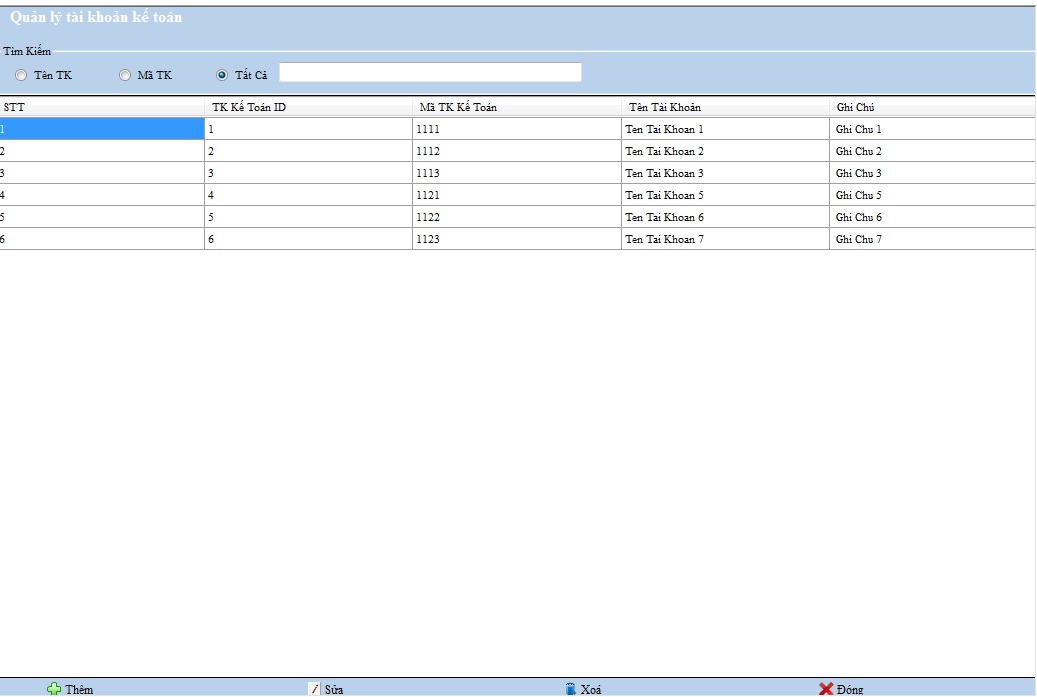 Quản lý tài khoản kế toán
Tìm Kiếm
Tên TK Mã TK Tất Cả
STT TK Kế Toán ID Mã TK Kế Toán Tên Tài Khoản Ghi Chú
1 1 1111 Ten Tai Khoan 1 Ghi Chu 1
2 2 1112 Ten Tai Khoan 2 Ghi Chu 2
3 3 1113 Ten Tai Khoan 3 Ghi Chu 3
4 4 1121 Ten Tai Khoan 5 Ghi Chu 5
5 5 1122 Ten Tai Khoan 6 Ghi Chu 6
6 6 1123 Ten Tai Khoan 7 Ghi Chu 7
Thêm Sửa Xoá Đóng